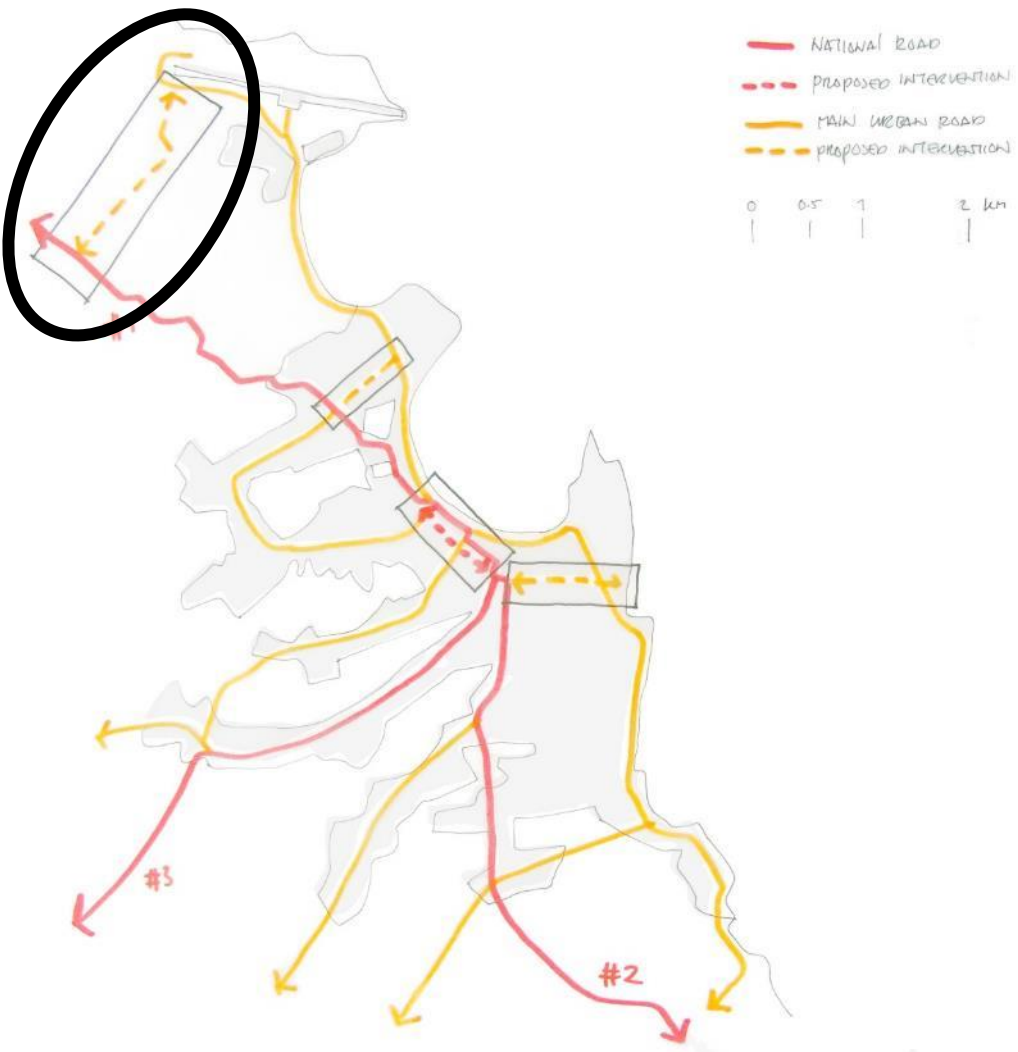 NATIONAL ROAD
PROPOSED INTERVENTION
MAIN URBAN ROAD
PROPOSED INTERVENTION
0 0.5 1 2 km
#1
#3
#2